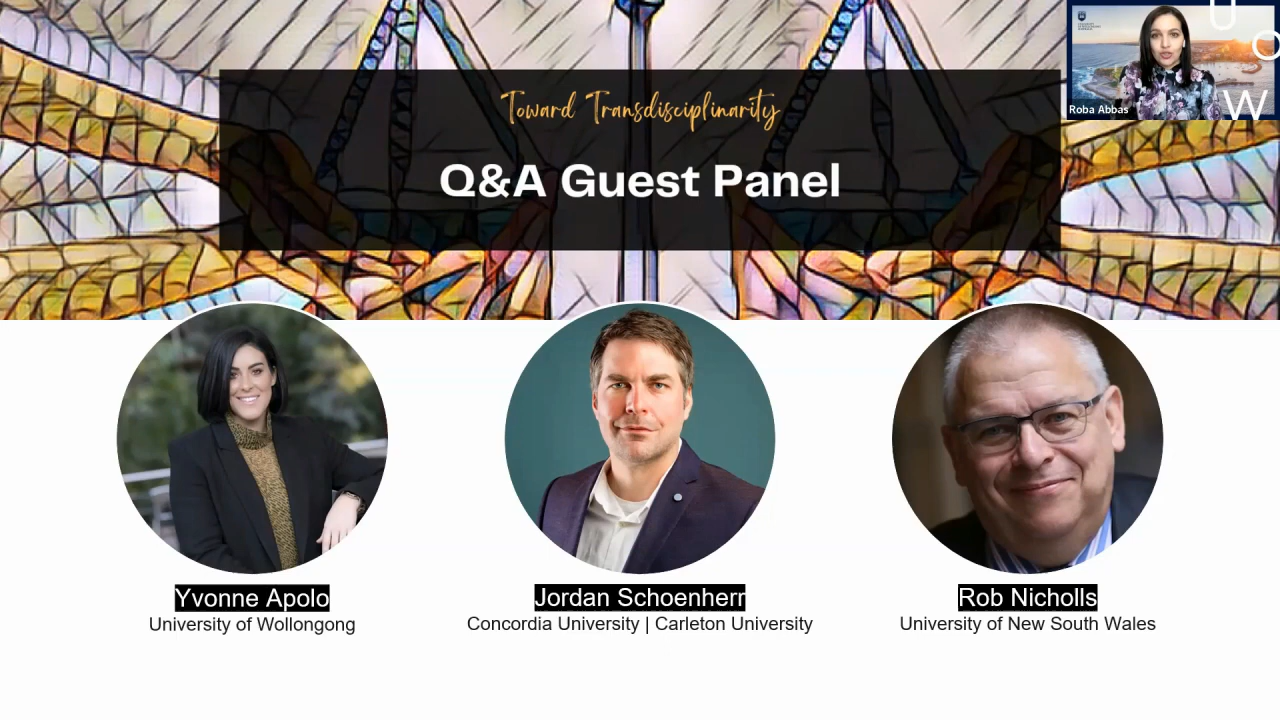 Toward Transdisciplinarity
Q&A Guest Panel
U
O
W
Roba Abbas
Yvonne Apolo
University of Wollongong
Jordan Schoenherr
Concordia University | Carleton University
Rob Nicholls
University of New South Wales